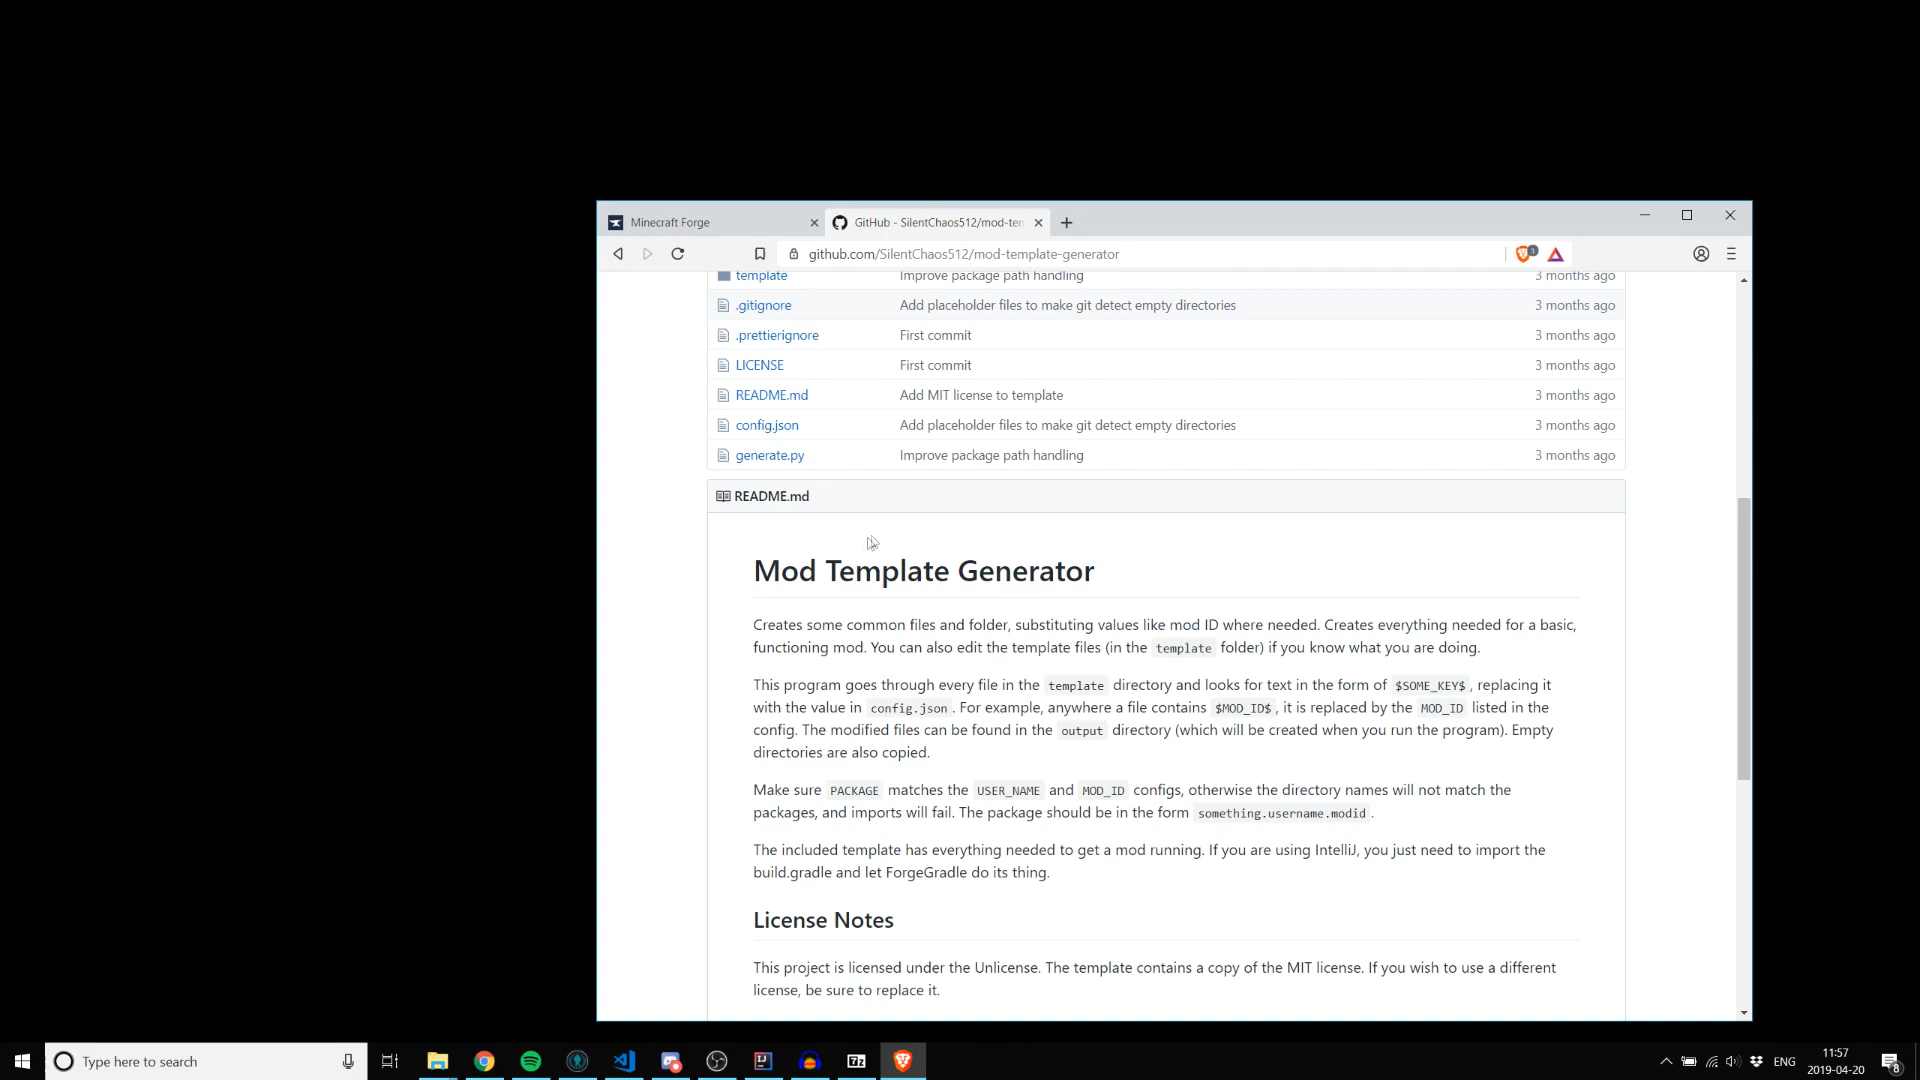 Minecraft Forge
GitHub - SilentChaos512/mod-ten
github.com/SilentChaos512/mod-template-generator
3
template Improve package path handling 3 months ago
.gitignore Add placeholder files to make git detect empty directories 3 months ago
.prettierignore First commit 3 months ago
LICENSE First commit 3 months ago
README.md Add MIT license to template 3 months ago
config.json Add placeholder files to make git detect empty directories 3 months ago
generate.py Improve package path handling 3 months ago
README.md
Mod Template Generator
Creates some common files and folder, substituting values like mod ID where needed. Creates everything needed for a basic,
functioning mod. You can also edit the template files (in the template folder) if you know what you are doing.
This program goes through every file in the template directory and looks for text in the form of $SOME_KEY$, replacing it
with the value in config.json. For example, anywhere a file contains $MOD_ID$, it is replaced by the MOD_ID listed in the
config. The modified files can be found in the output directory (which will be created when you run the program). Empty
directories are also copied.
Make sure PACKAGE matches the USER_NAME and MOD_ID configs, otherwise the directory names will not match the
packages, and imports will fail. The package should be in the form something.username.modid.
The included template has everything needed to get a mod running. If you are using IntelliJ, you just need to import the
build.gradle and let ForgeGradle do its thing.
License Notes
This project is licensed under the Unlicense. The template contains a copy of the MIT license. If you wish to use a different
license, be sure to replace it.
Type here to search
IJ
7z
ENG
11:57
2019-04-20
8